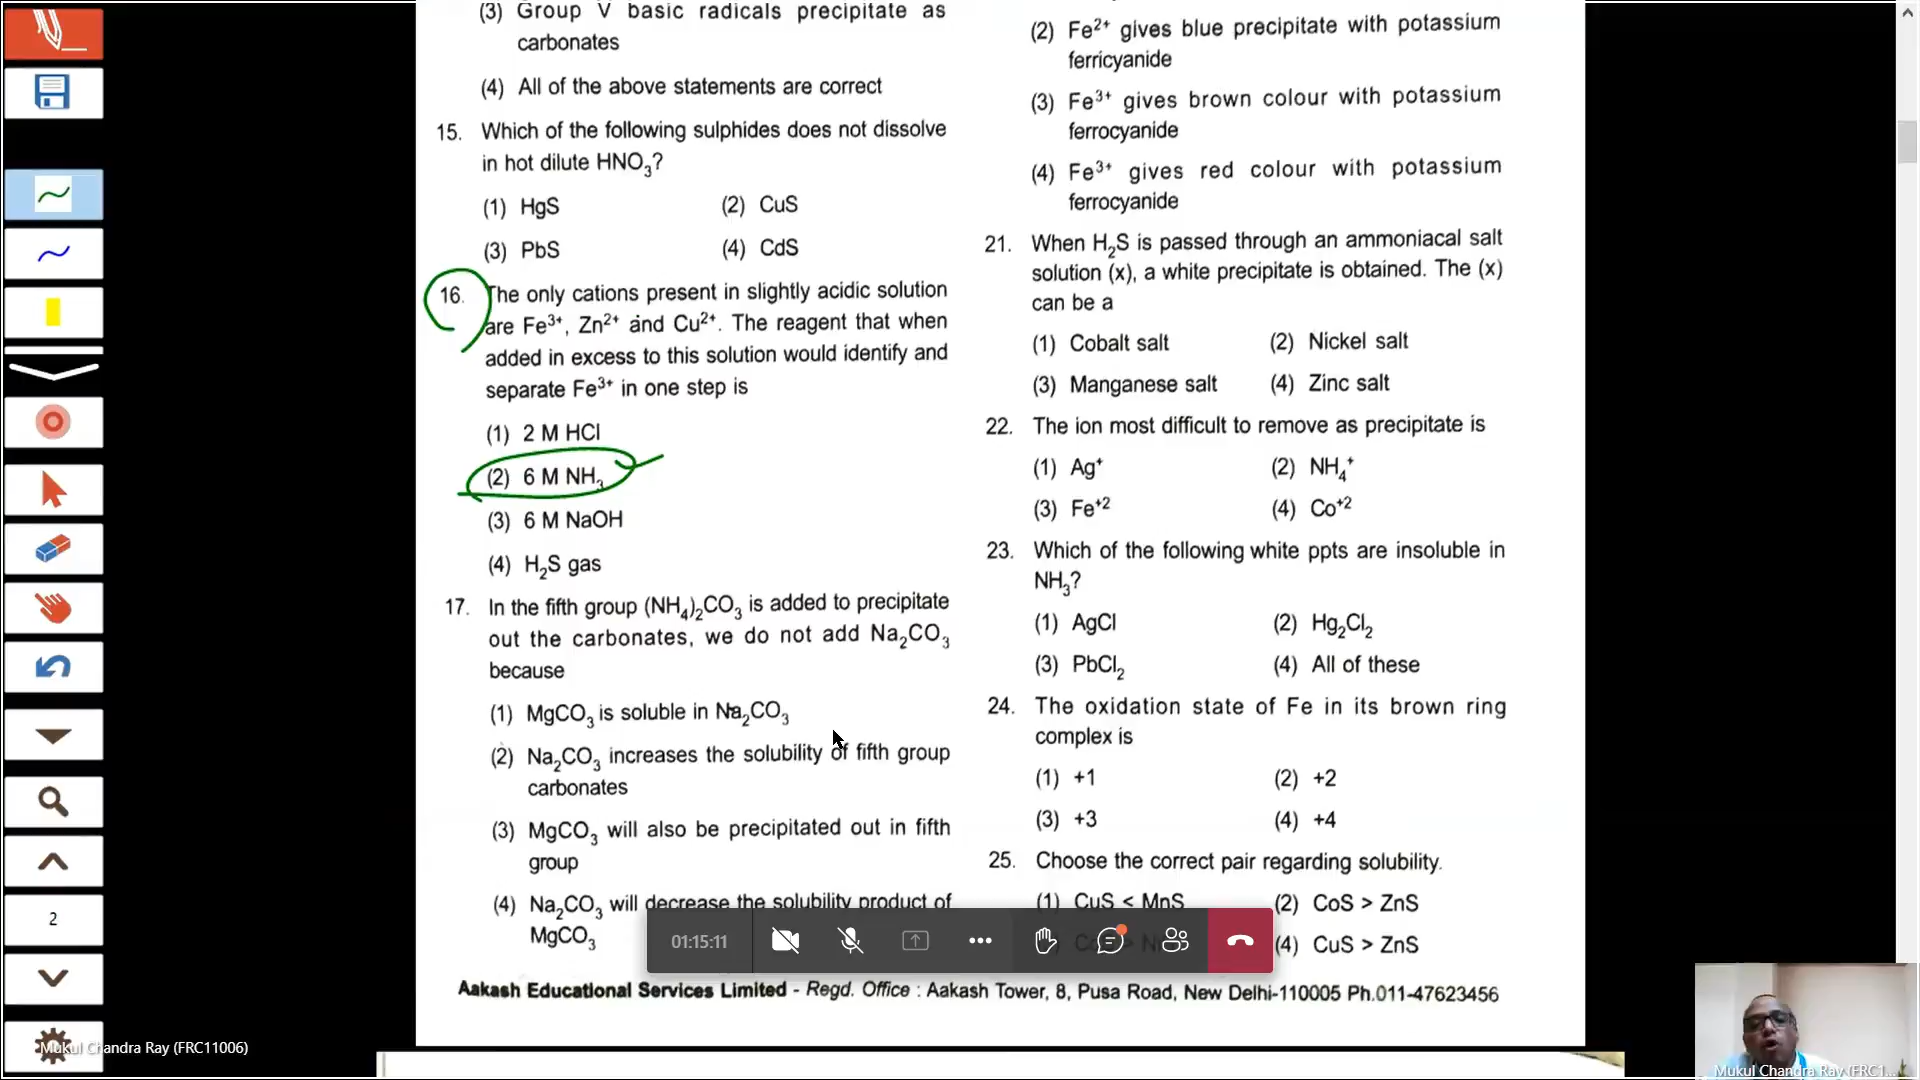 (3) Group V basic radicals precipitate as
carbonates
(4) All of the above statements are correct
15. Which of the following sulphides does not dissolve
in hot dilute HNO₃?
(1) HgS (2) CuS
(3) PbS (4) CdS
16. The only cations present in slightly acidic solution
are Fe³⁺, Zn²⁺ and Cu²⁺. The reagent that when
added in excess to this solution would identify and
separate Fe³⁺ in one step is
(1) 2 M HCl
(2) 6 M NH₃
(3) 6 M NaOH
(4) H₂S gas
17. In the fifth group (NH₄)₂CO₃ is added to precipitate
out the carbonates, we do not add Na₂CO₃
because
(1) MgCO₃ is soluble in Na₂CO₃
(2) Na₂CO₃ increases the solubility of fifth group
carbonates
(3) MgCO₃ will also be precipitated out in fifth
group
(4) Na₂CO₃ will decrease the solubility product of
MgCO₃
(2) Fe²⁺ gives blue precipitate with potassium
ferricyanide
(3) Fe³⁺ gives brown colour with potassium
ferrocyanide
(4) Fe³⁺ gives red colour with potassium
ferrocyanide
21. When H₂S is passed through an ammoniacal salt
solution (x), a white precipitate is obtained. The (x)
can be a
(1) Cobalt salt (2) Nickel salt
(3) Manganese salt (4) Zinc salt
22. The ion most difficult to remove as precipitate is
(1) Ag⁺ (2) NH₄⁺
(3) Fe⁺² (4) Co⁺²
23. Which of the following white ppts are insoluble in
NH₃?
(1) AgCl (2) Hg₂Cl₂
(3) PbCl₂ (4) All of these
24. The oxidation state of Fe in its brown ring
complex is
(1) +1 (2) +2
(3) +3 (4) +4
25. Choose the correct pair regarding solubility.
(1) CuS < MnS (2) CoS > ZnS
(4) CuS > ZnS
01:15:11
Aakash Educational Services Limited - Regd. Office : Aakash Tower, 8, Pusa Road, New Delhi-110005 Ph.011-47623456
2
Mukul Chandra Ray (FRC11006)
Mukul Chandra Ray (FRC1...